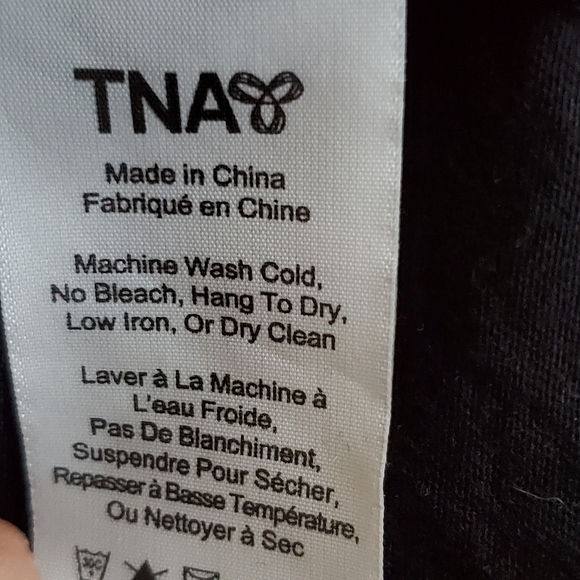 TNA
Made in China
Fabriqué en Chine
Machine Wash Cold,
No Bleach, Hang To Dry,
Low Iron, Or Dry Clean
Laver à La Machine à
L'eau Froide,
Pas De Blanchiment,
Suspendre Pour Sécher,
Repasser à Basse Température,
Ou Nettoyer à Sec
30C